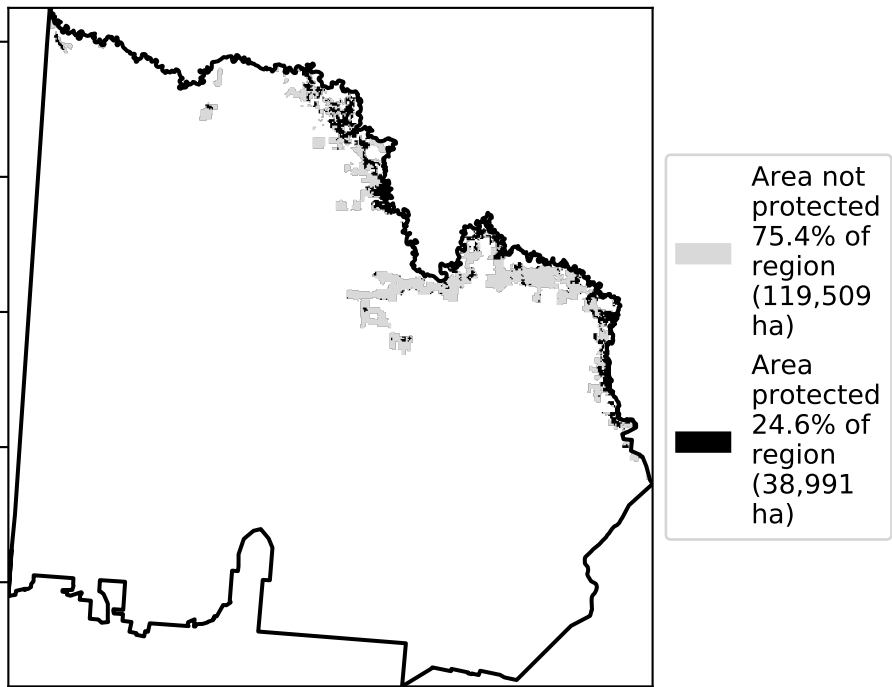 Area not
protected
75.4% of
region
(119,509
ha)
Area
protected
24.6% of
region
(38,991
ha)